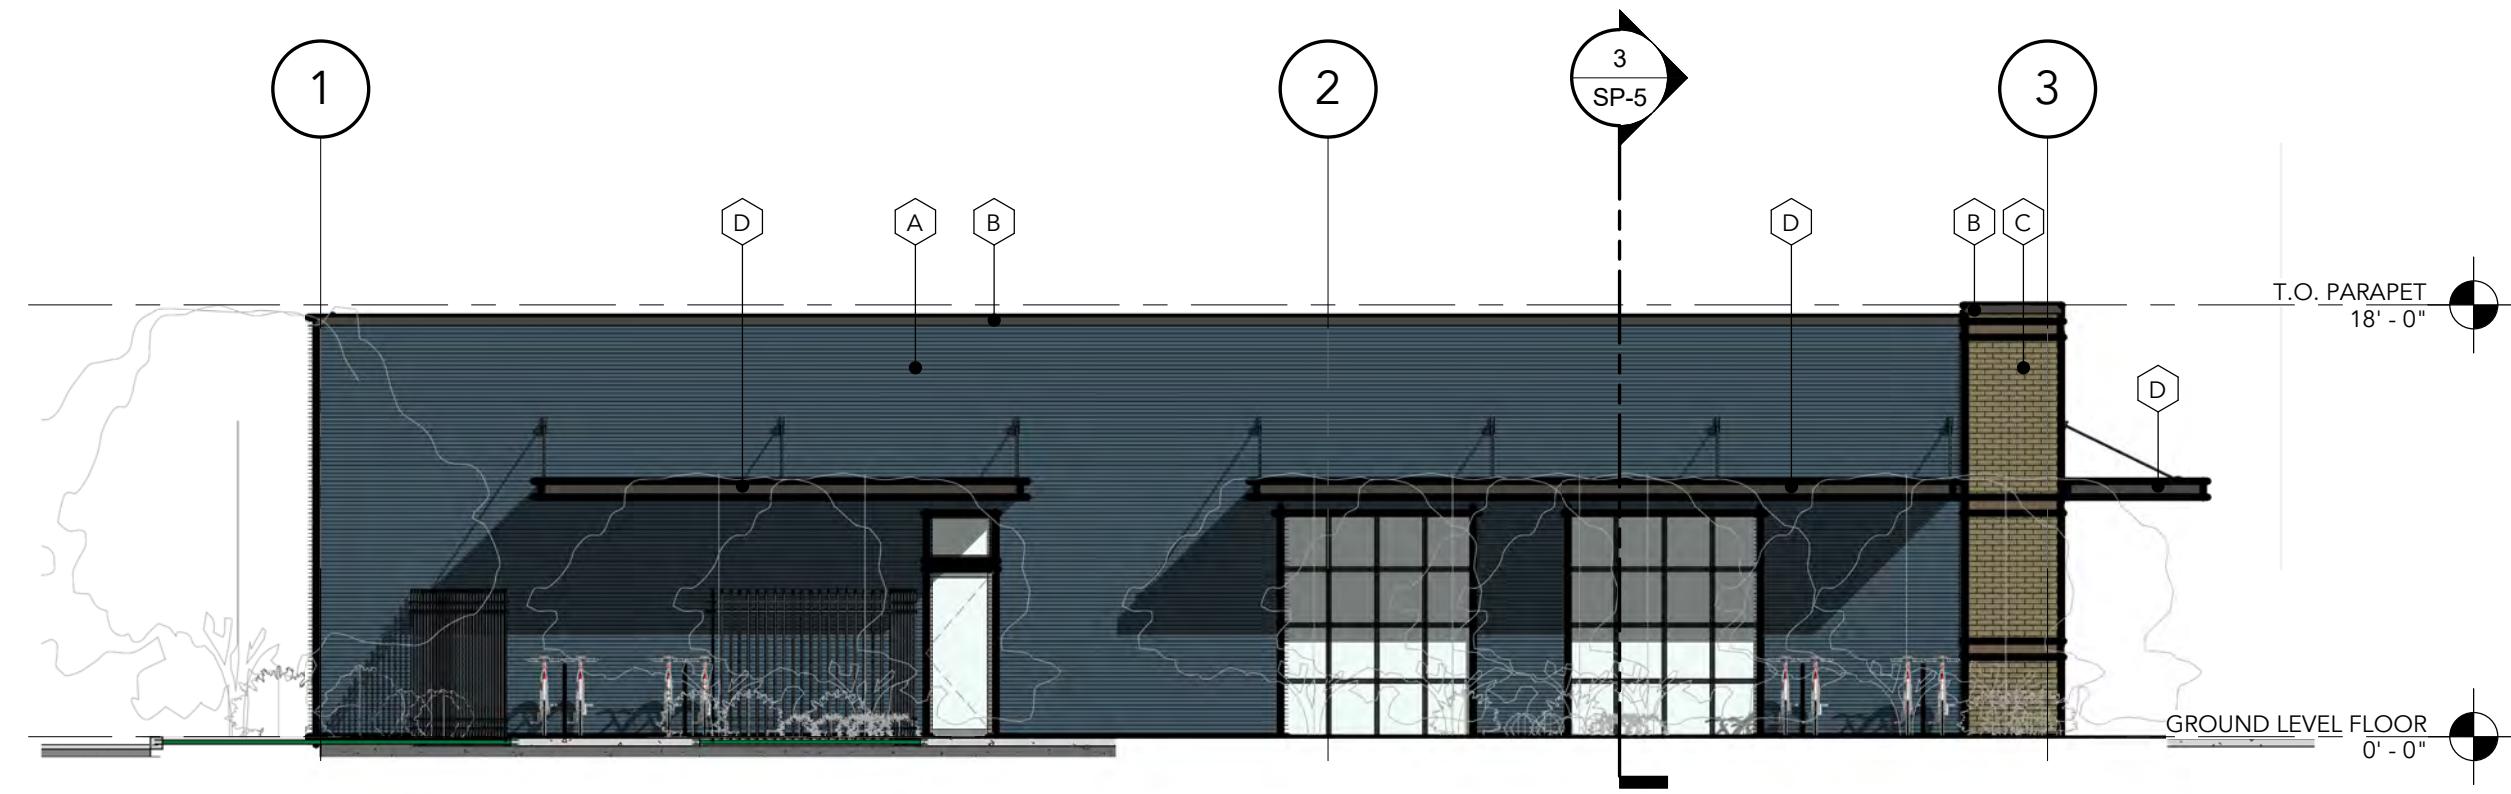 1
2
3
SP-5
3
D
A
B
D
B
C
D
T.O. PARAPET
18' - 0"
GROUND LEVEL FLOOR
0' - 0"